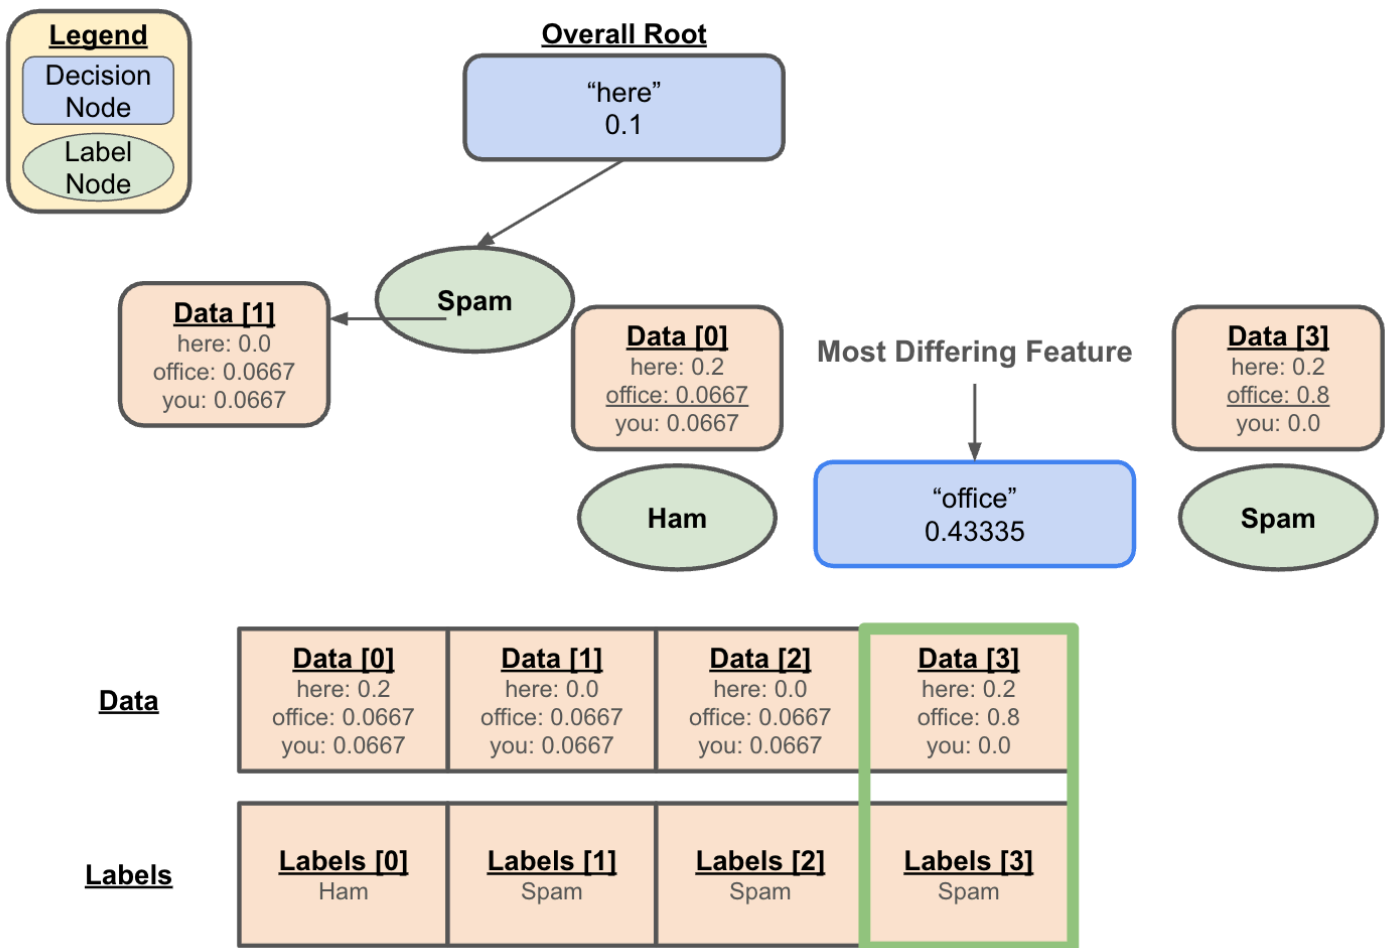 Legend
Decision
Node
Label
Node
Overall Root
“here”
0.1
Spam
Data [1]
here: 0.0
office: 0.0667
you: 0.0667
Data [0]
here: 0.2
office: 0.0667
you: 0.0667
Most Differing Feature
Data [3]
here: 0.2
office: 0.8
you: 0.0
Ham
“office”
0.43335
Spam
Data
Data [0]
here: 0.2
office: 0.0667
you: 0.0667
Data [1]
here: 0.0
office: 0.0667
you: 0.0667
Data [2]
here: 0.0
office: 0.0667
you: 0.0667
Data [3]
here: 0.2
office: 0.8
you: 0.0
Labels
Labels [0]
Ham
Labels [1]
Spam
Labels [2]
Spam
Labels [3]
Spam